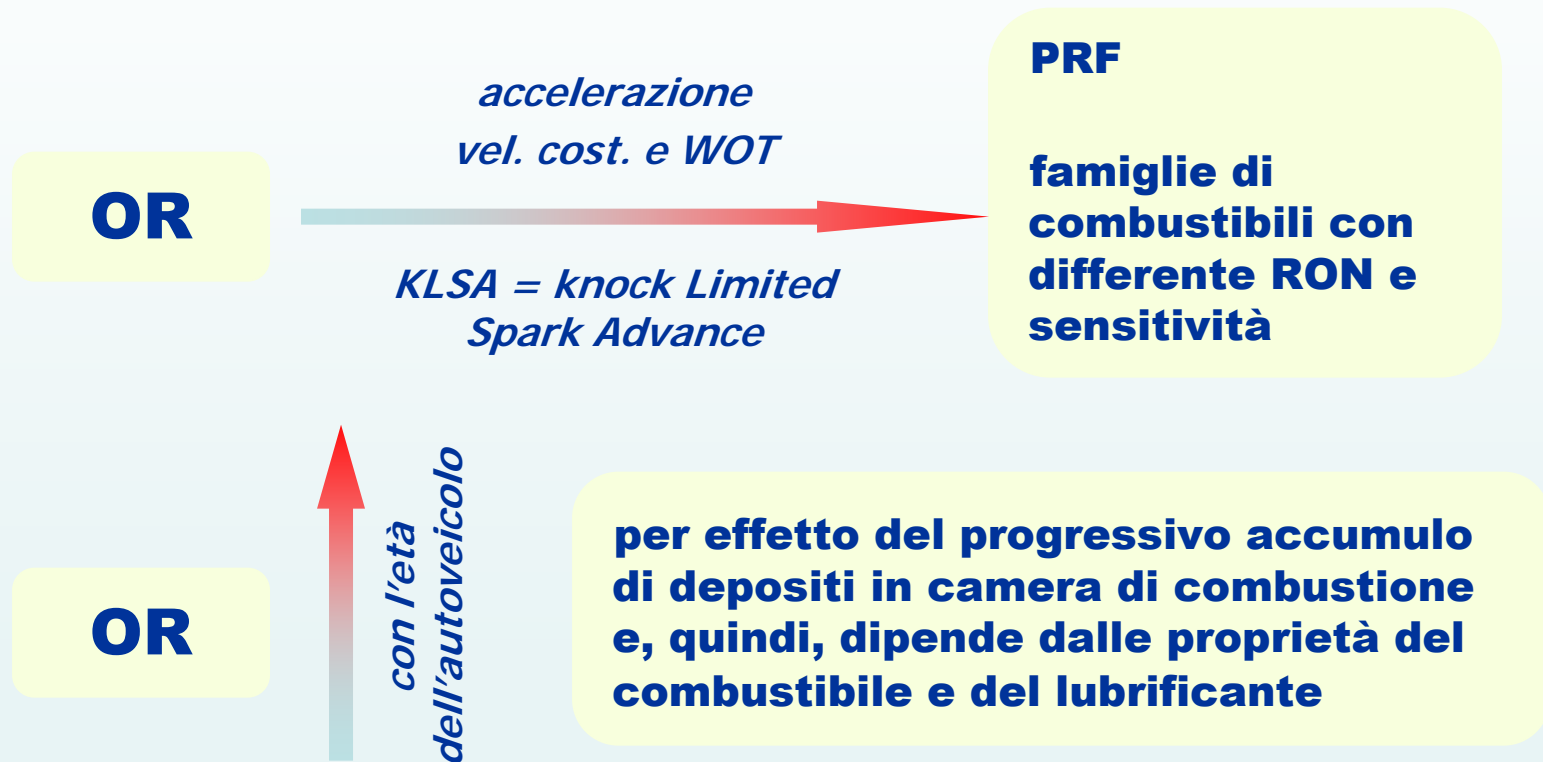 OR
accelerazione
vel. cost. e WOT
KLSA = knock Limited
Spark Advance
PRF
famiglie di
combustibili con
differente RON e
sensitività
OR
con l'età
dell'autoveicolo
per effetto del progressivo accumulo
di depositi in camera di combustione
e, quindi, dipende dalle proprietà del
combustibile e del lubrificante